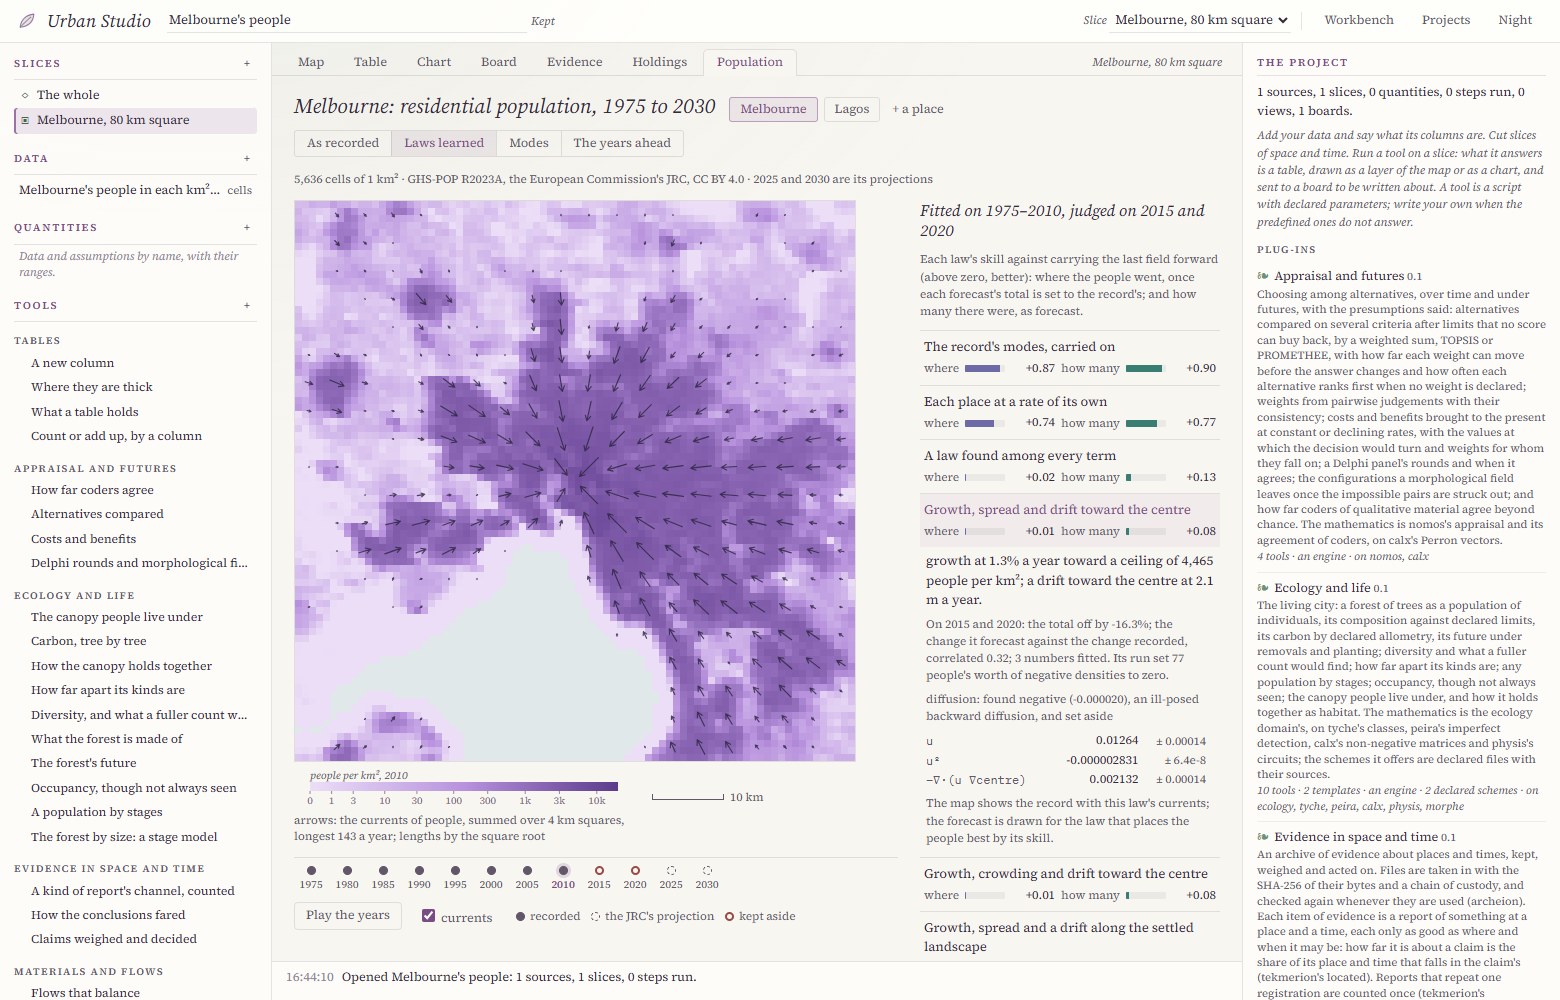 Urban Studio
Melbourne's people
Kept
Slice
Melbourne, 80 km square
Workbench
Projects
Night
SLICES
+
The whole
Melbourne, 80 km square
DATA
+
Melbourne's people in each km²...
cells
QUANTITIES
+
Data and assumptions by name, with their
ranges.
TOOLS
+
TABLES
A new column
Where they are thick
What a table holds
Count or add up, by a column
APPRAISAL AND FUTURES
How far coders agree
Alternatives compared
Costs and benefits
Delphi rounds and morphological fi...
ECOLOGY AND LIFE
The canopy people live under
Carbon, tree by tree
How the canopy holds together
How far apart its kinds are
Diversity, and what a fuller count w...
What the forest is made of
The forest's future
Occupancy, though not always seen
A population by stages
The forest by size: a stage model
EVIDENCE IN SPACE AND TIME
A kind of report's channel, counted
How the conclusions fared
Claims weighed and decided
MATERIALS AND FLOWS
Flows that balance
Map
Table
Chart
Board
Evidence
Holdings
Population
Melbourne, 80 km square
Melbourne: residential population, 1975 to 2030
Melbourne
Lagos
+ a place
As recorded
Laws learned
Modes
The years ahead
5,636 cells of 1 km² · GHS-POP R2023A, the European Commission's JRC, CC BY 4.0 · 2025 and 2030 are its projections
people per km², 2010
0 1 3 10 30 100 300 1k 3k 10k
10 km
arrows: the currents of people, summed over 4 km squares,
longest 143 a year; lengths by the square root
1975 1980 1985 1990 1995 2000 2005 2010 2015 2020 2025 2030
Play the years
currents
recorded
the JRC's projection
kept aside
Fitted on 1975–2010, judged on 2015 and
2020
Each law's skill against carrying the last field forward
(above zero, better): where the people went, once
each forecast's total is set to the record's; and how
many there were, as forecast.
The record's modes, carried on
where +0.87 how many +0.90
Each place at a rate of its own
where +0.74 how many +0.77
A law found among every term
where +0.02 how many +0.13
Growth, spread and drift toward the centre
where +0.01 how many +0.08
growth at 1.3% a year toward a ceiling of 4,465
people per km²; a drift toward the centre at 2.1
m a year.
On 2015 and 2020: the total off by -16.3%; the
change it forecast against the change recorded,
correlated 0.32; 3 numbers fitted. Its run set 77
people's worth of negative densities to zero.
diffusion: found negative (-0.000020), an ill-posed
backward diffusion, and set aside
u 0.01264 ± 0.00014
u² -0.000002831 ± 6.4e-8
−∇·(u ∇centre) 0.002132 ± 0.00014
The map shows the record with this law's currents;
the forecast is drawn for the law that places the
people best by its skill.
Growth, crowding and drift toward the centre
where +0.01 how many +0.08
Growth, spread and a drift along the settled
landscape
16:44:10 Opened Melbourne's people: 1 sources, 1 slices, 0 steps run.
THE PROJECT
1 sources, 1 slices, 0 quantities, 0 steps run, 0
views, 1 boards.
Add your data and say what its columns are. Cut slices
of space and time. Run a tool on a slice: what it answers
is a table, drawn as a layer of the map or as a chart, and
sent to a board to be written about. A tool is a script
with declared parameters; write your own when the
predefined ones do not answer.
PLUG-INS
Appraisal and futures 0.1
Choosing among alternatives, over time and under
futures, with the presumptions said: alternatives
compared on several criteria after limits that no score
can buy back, by a weighted sum, TOPSIS or
PROMETHEE, with how far each weight can move
before the answer changes and how often each
alternative ranks first when no weight is declared;
weights from pairwise judgements with their
consistency; costs and benefits brought to the present
at constant or declining rates, with the values at
which the decision would turn and weights for whom
they fall on; a Delphi panel's rounds and when it
agrees; the configurations a morphological field
leaves once the impossible pairs are struck out; and
how far coders of qualitative material agree beyond
chance. The mathematics is nomos's appraisal and its
agreement of coders, on calx's Perron vectors.
4 tools · an engine · on nomos, calx
Ecology and life 0.1
The living city: a forest of trees as a population of
individuals, its composition against declared limits,
its carbon by declared allometry, its future under
removals and planting; diversity and what a fuller
count would find; how far apart its kinds are; any
population by stages; occupancy, though not always
seen; the canopy people live under, and how it holds
together as habitat. The mathematics is the ecology
domain's, on tyche's classes, peira's imperfect
detection, calx's non-negative matrices and physis's
circuits; the schemes it offers are declared files with
their sources.
10 tools · 2 templates · an engine · 2 declared schemes · on
ecology, tyche, peira, calx, physis, morphe
Evidence in space and time 0.1
An archive of evidence about places and times, kept,
weighed and acted on. Files are taken in with the
SHA-256 of their bytes and a chain of custody, and
checked again whenever they are used (archeion).
Each item of evidence is a report of something at a
place and a time, each only as good as where and
when it may be: how far it is about a claim is the
share of its place and time that falls in the claim's
(tekmerion's located). Reports that repeat one
registration are counted once (tekmerion's